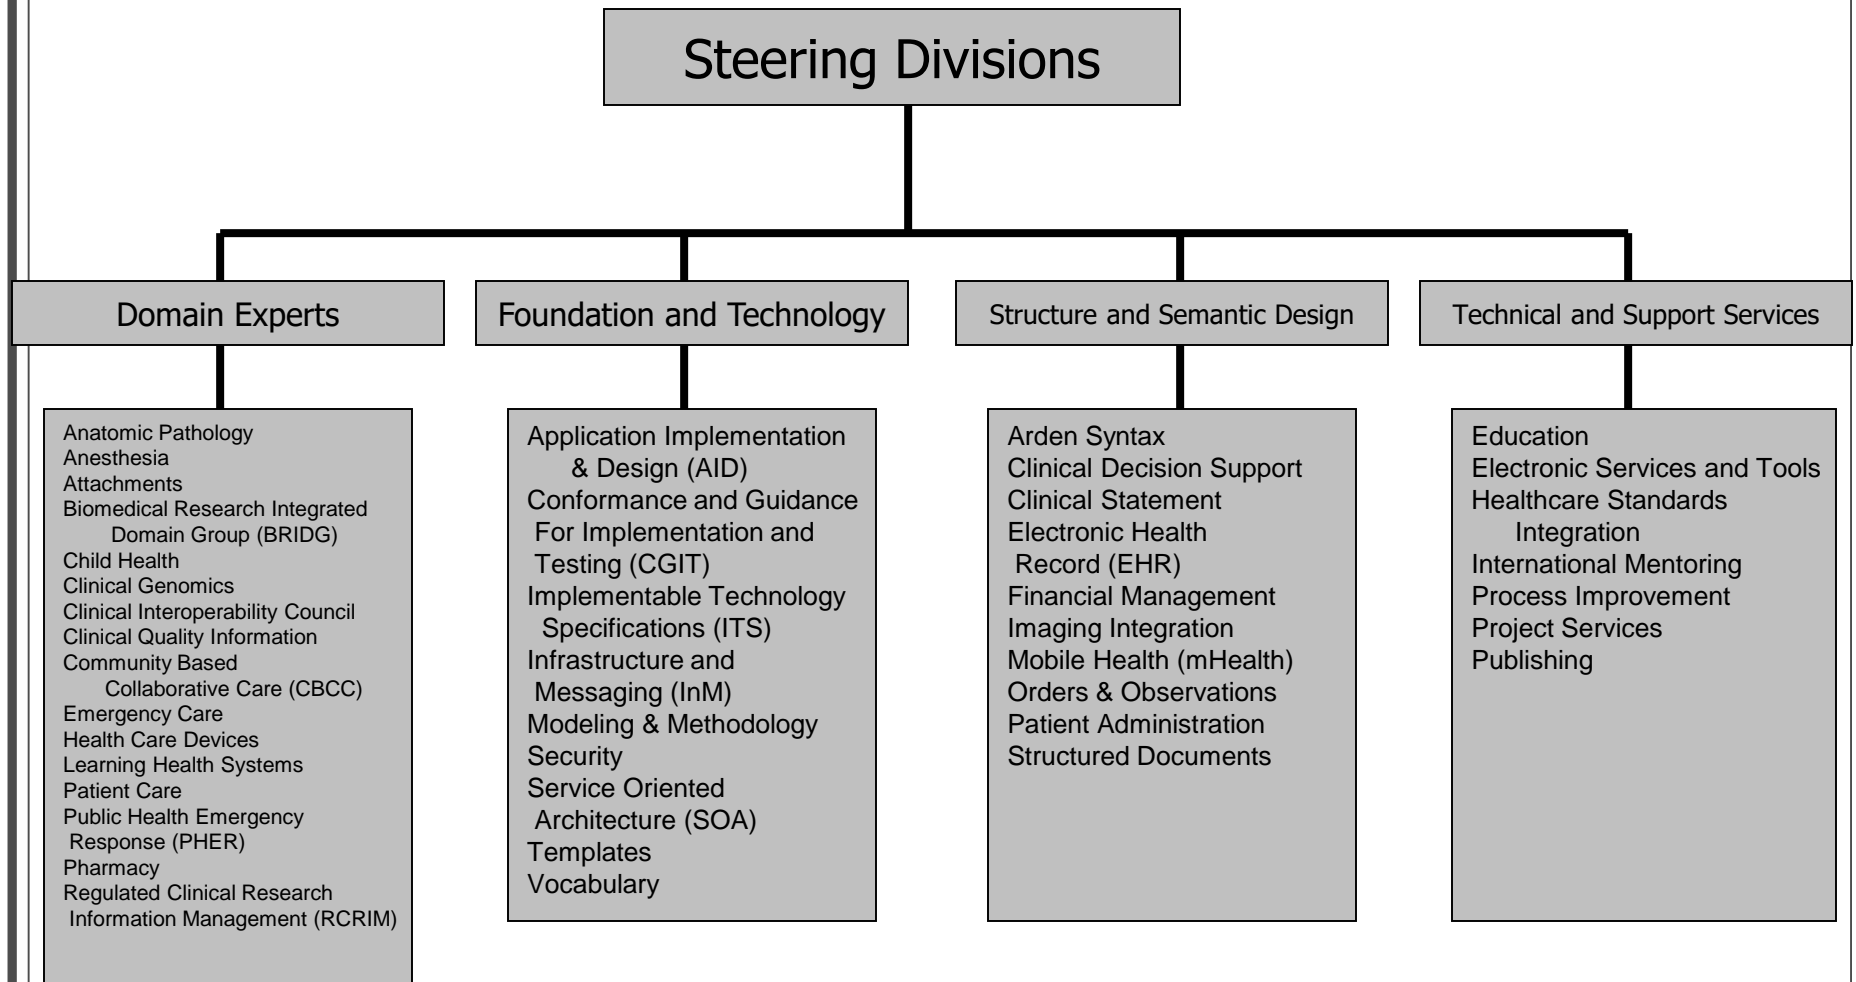 Steering Divisions
Domain Experts
Foundation and Technology
Structure and Semantic Design
Technical and Support Services
Anatomic Pathology
Anesthesia
Attachments
Biomedical Research Integrated
Domain Group (BRIDG)
Child Health
Clinical Genomics
Clinical Interoperability Council
Clinical Quality Information
Community Based
Collaborative Care (CBCC)
Emergency Care
Health Care Devices
Learning Health Systems
Patient Care
Public Health Emergency
Response (PHER)
Pharmacy
Regulated Clinical Research
Information Management (RCRIM)
Application Implementation
& Design (AID)
Conformance and Guidance
For Implementation and
Testing (CGIT)
Implementable Technology
Specifications (ITS)
Infrastructure and
Messaging (InM)
Modeling & Methodology
Security
Service Oriented
Architecture (SOA)
Templates
Vocabulary
Arden Syntax
Clinical Decision Support
Clinical Statement
Electronic Health
Record (EHR)
Financial Management
Imaging Integration
Mobile Health (mHealth)
Orders & Observations
Patient Administration
Structured Documents
Education
Electronic Services and Tools
Healthcare Standards
Integration
International Mentoring
Process Improvement
Project Services
Publishing